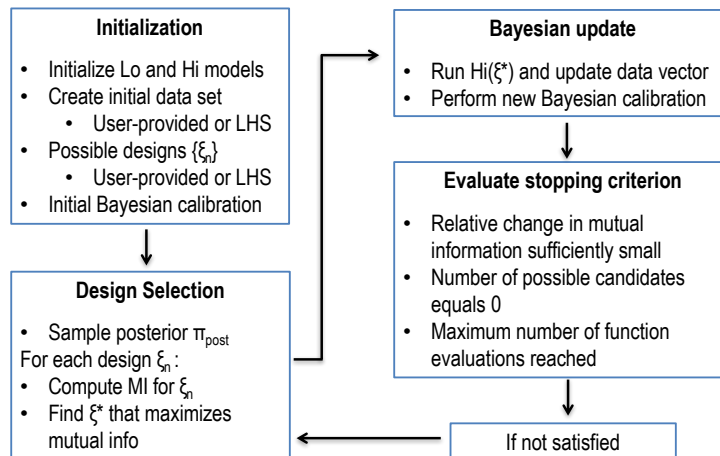 Initialization
• Initialize Lo and Hi models
• Create initial data set
• User-provided or LHS
• Possible designs {ξₙ}
• User-provided or LHS
• Initial Bayesian calibration
Design Selection
• Sample posterior π_post
For each design ξₙ :
• Compute MI for ξₙ
• Find ξ* that maximizes
mutual info
Bayesian update
• Run Hi(ξ*) and update data vector
• Perform new Bayesian calibration
Evaluate stopping criterion
• Relative change in mutual
information sufficiently small
• Number of possible candidates
equals 0
• Maximum number of function
evaluations reached
If not satisfied